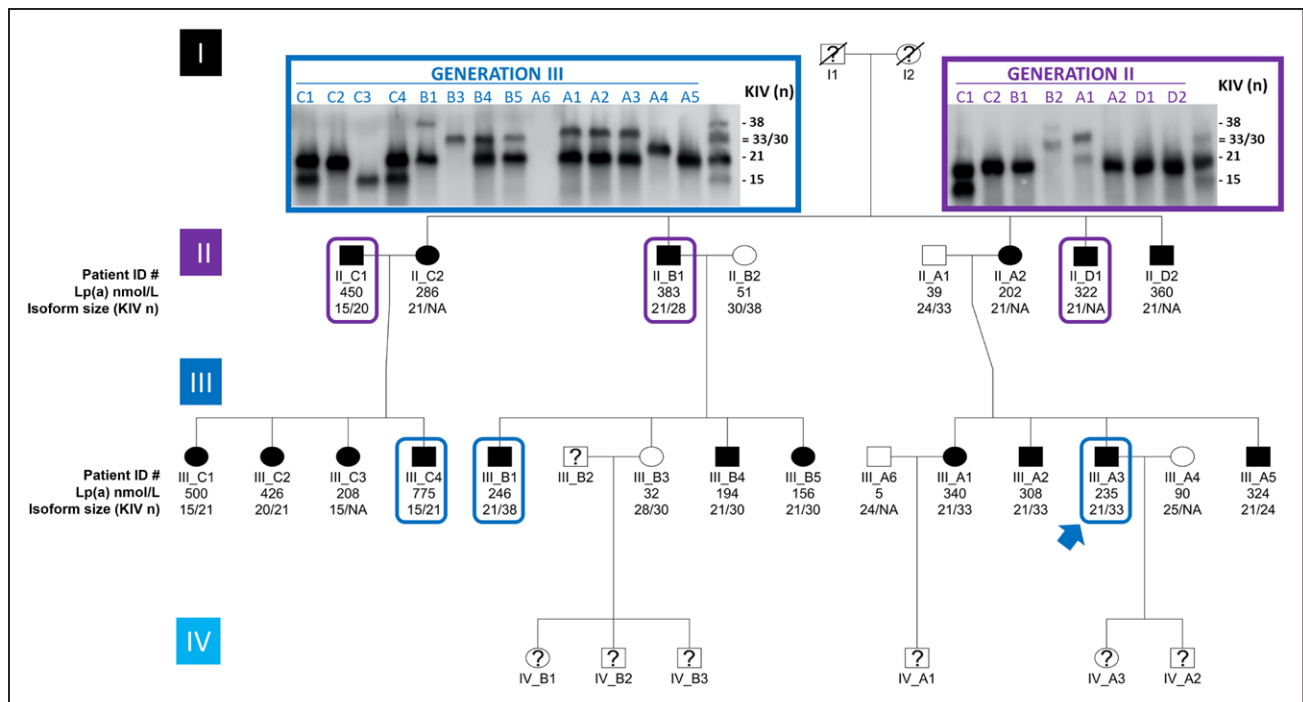 I
? ?
I1 I2
GENERATION III
C1 C2 C3 C4 B1 B3 B4 B5 A6 A1 A2 A3 A4 A5 KIV (n)
- 38
= 33/30
- 21
- 15
GENERATION II
C1 C2 B1 B2 A1 A2 D1 D2 KIV (n)
- 38
= 33/30
- 21
- 15
II
Patient ID # II_C1 II_C2 II_B1 II_B2 II_A1 II_A2 II_D1 II_D2
Lp(a) nmol/L 450 286 383 51 39 202 322 360
Isoform size (KIV n) 15/20 21/NA 21/28 30/38 24/33 21/NA 21/NA 21/NA
III
? 
Patient ID # III_C1 III_C2 III_C3 III_C4 III_B1 III_B2 III_B3 III_B4 III_B5 III_A6 III_A1 III_A2 III_A3 III_A4 III_A5
Lp(a) nmol/L 500 426 208 775 246 32 194 156 5 340 308 235 90 324
Isoform size (KIV n) 15/21 20/21 15/NA 15/21 21/38 28/30 21/30 21/30 24/NA 21/33 21/33 21/33 25/NA 21/24
IV
? ? ? ? ? ?
IV_B1 IV_B2 IV_B3 IV_A1 IV_A3 IV_A2